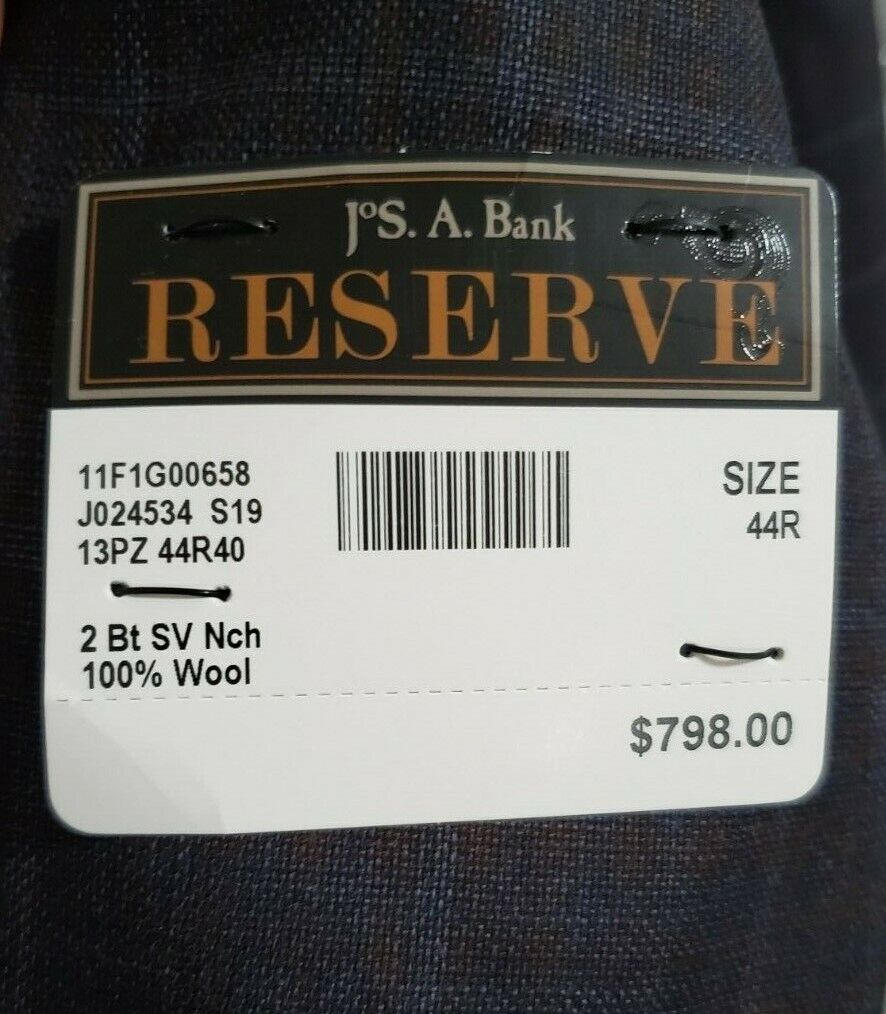 JoS. A. Bank
RESERVE
11F1G00658
J024534 S19
13PZ 44R40
SIZE
44R
2 Bt SV Nch
100% Wool
$798.00